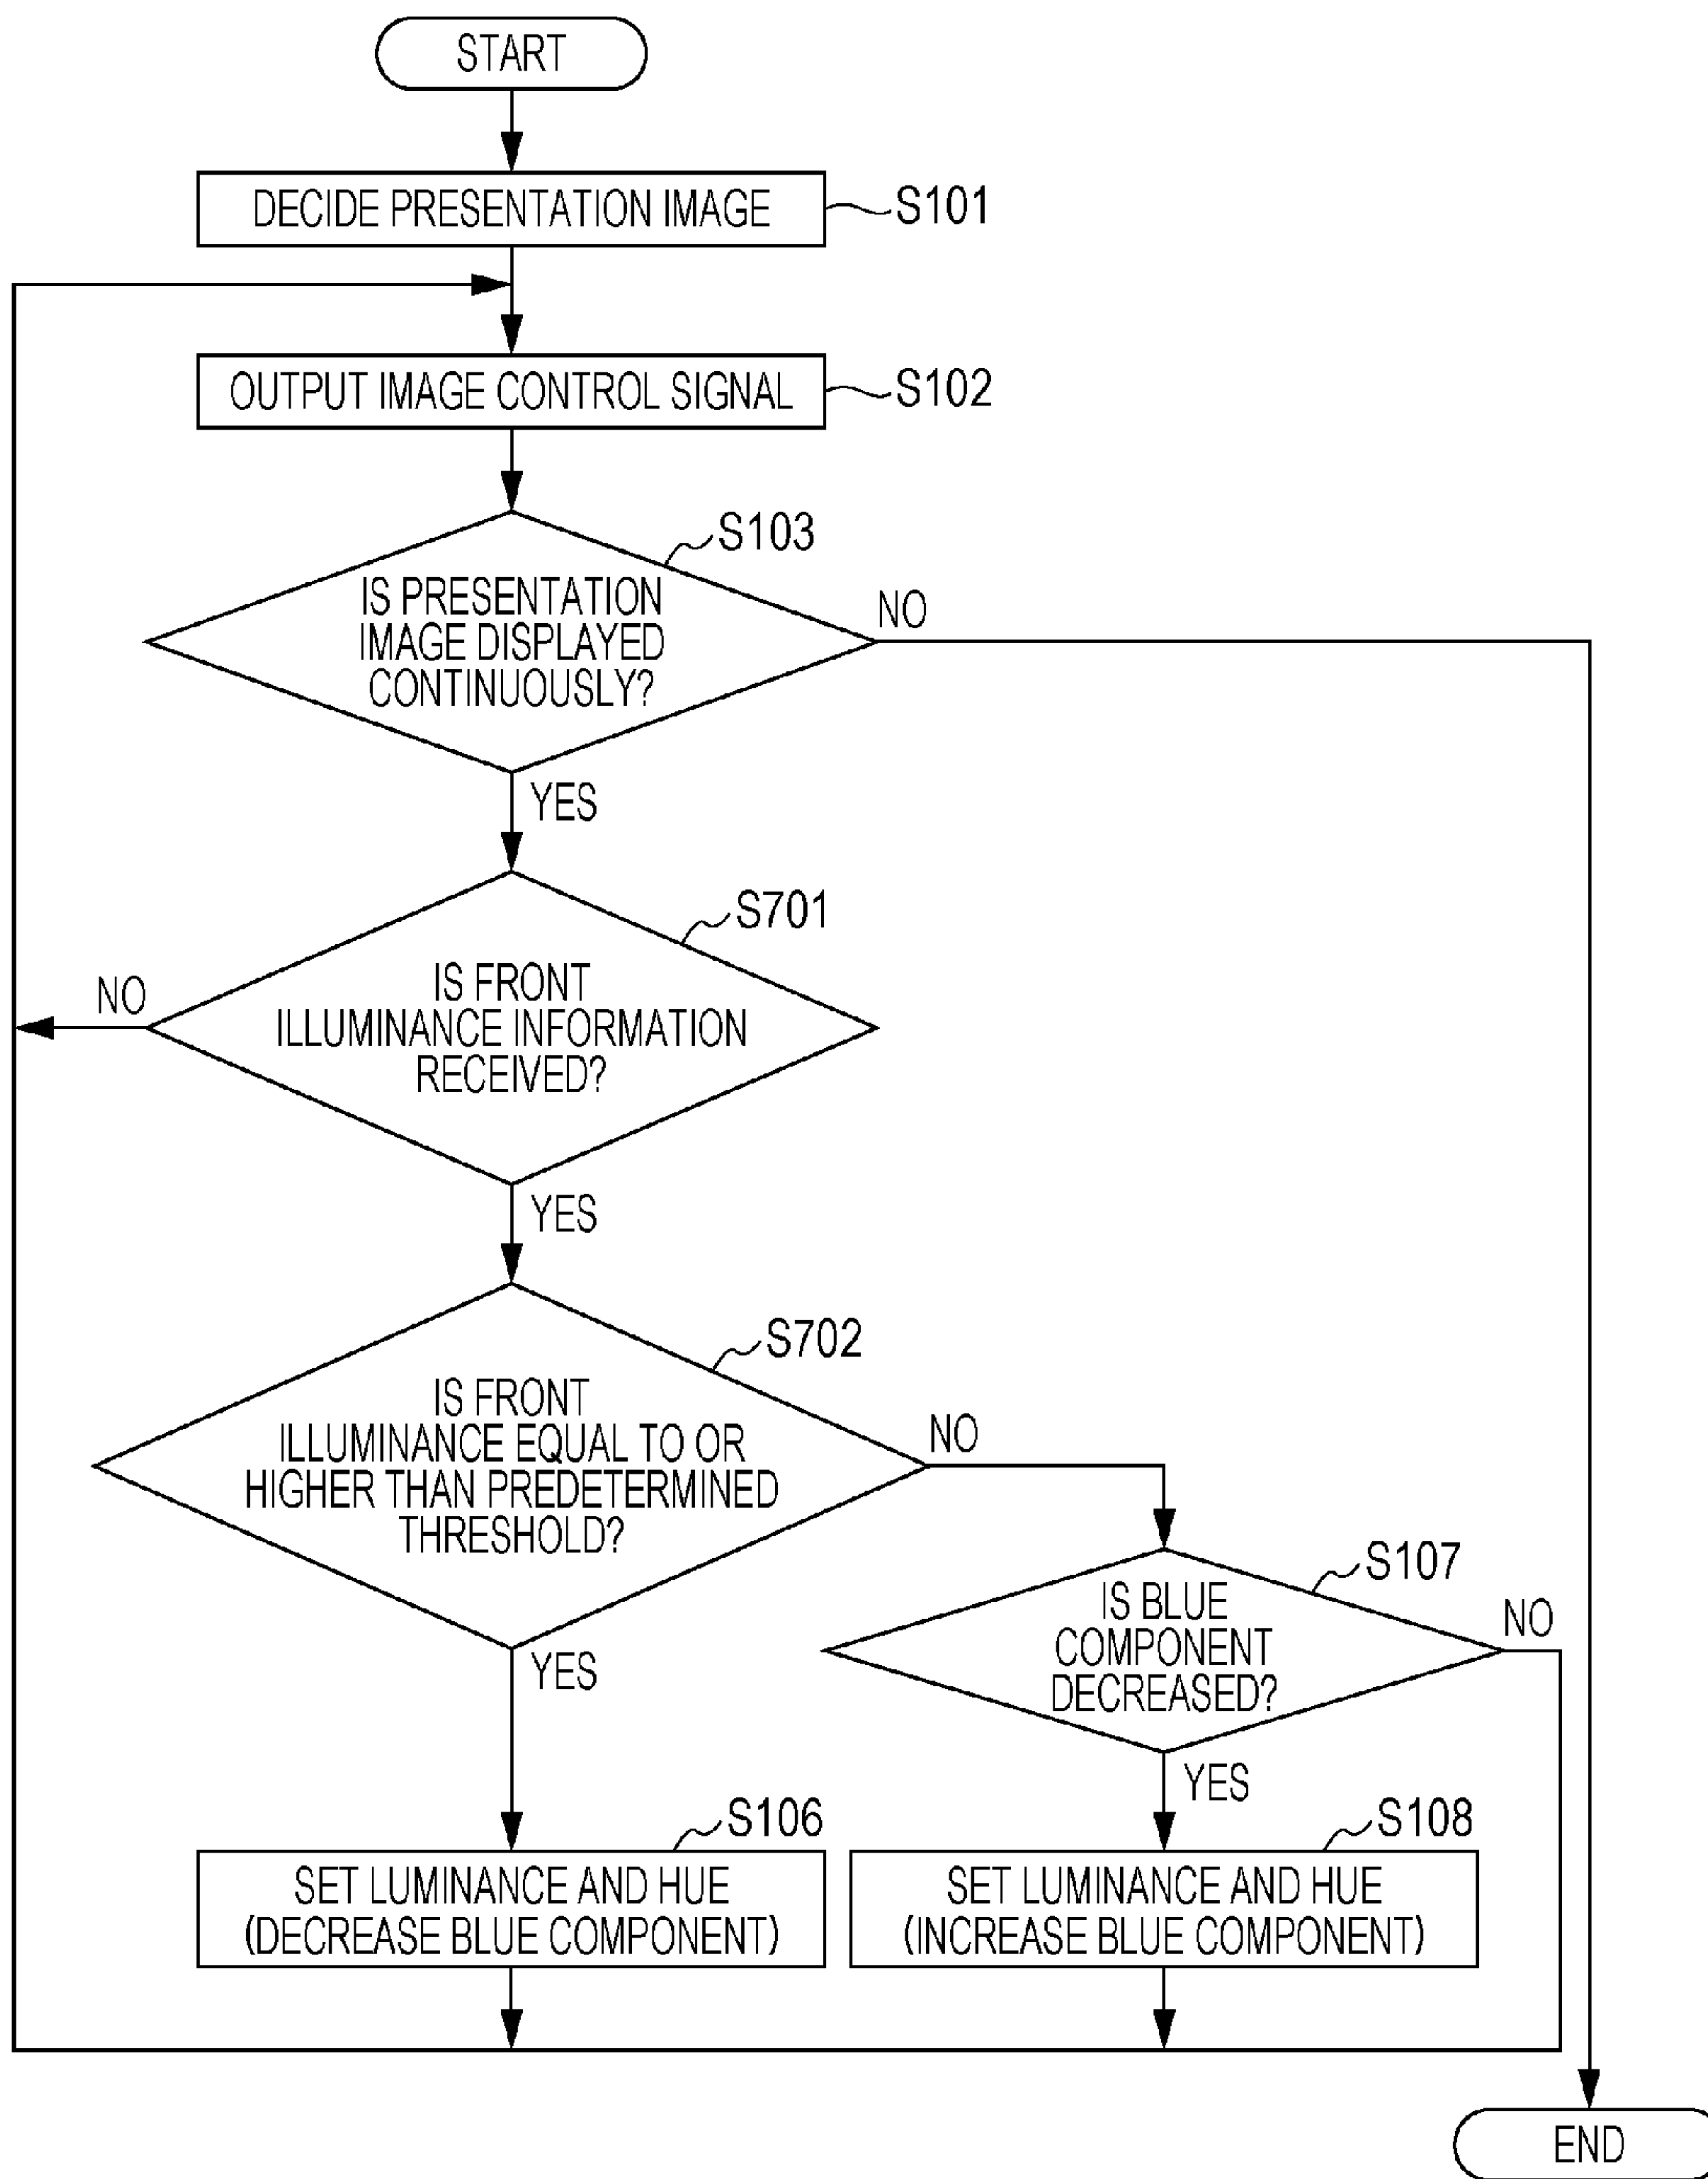 START
DECIDE PRESENTATION IMAGE
S101
OUTPUT IMAGE CONTROL SIGNAL
S102
S103
IS PRESENTATION
IMAGE DISPLAYED
CONTINUOUSLY?
NO
YES
S701
IS FRONT
ILLUMINANCE INFORMATION
RECEIVED?
NO
YES
S702
IS FRONT
ILLUMINANCE EQUAL TO OR
HIGHER THAN PREDETERMINED
THRESHOLD?
NO
YES
S107
IS BLUE
COMPONENT
DECREASED?
NO
YES
S106
SET LUMINANCE AND HUE
(DECREASE BLUE COMPONENT)
S108
SET LUMINANCE AND HUE
(INCREASE BLUE COMPONENT)
END